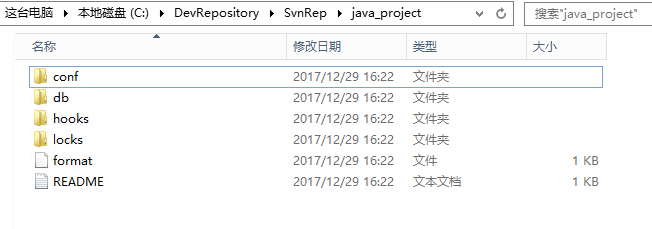 这台电脑 本地磁盘 (C:) DevRepository SvnRep java_project 搜索"java_project"
名称 修改日期 类型 大小
conf 2017/12/29 16:22 文件夹
db 2017/12/29 16:22 文件夹
hooks 2017/12/29 16:22 文件夹
locks 2017/12/29 16:22 文件夹
format 2017/12/29 16:22 文件 1 KB
README 2017/12/29 16:22 文本文档 1 KB